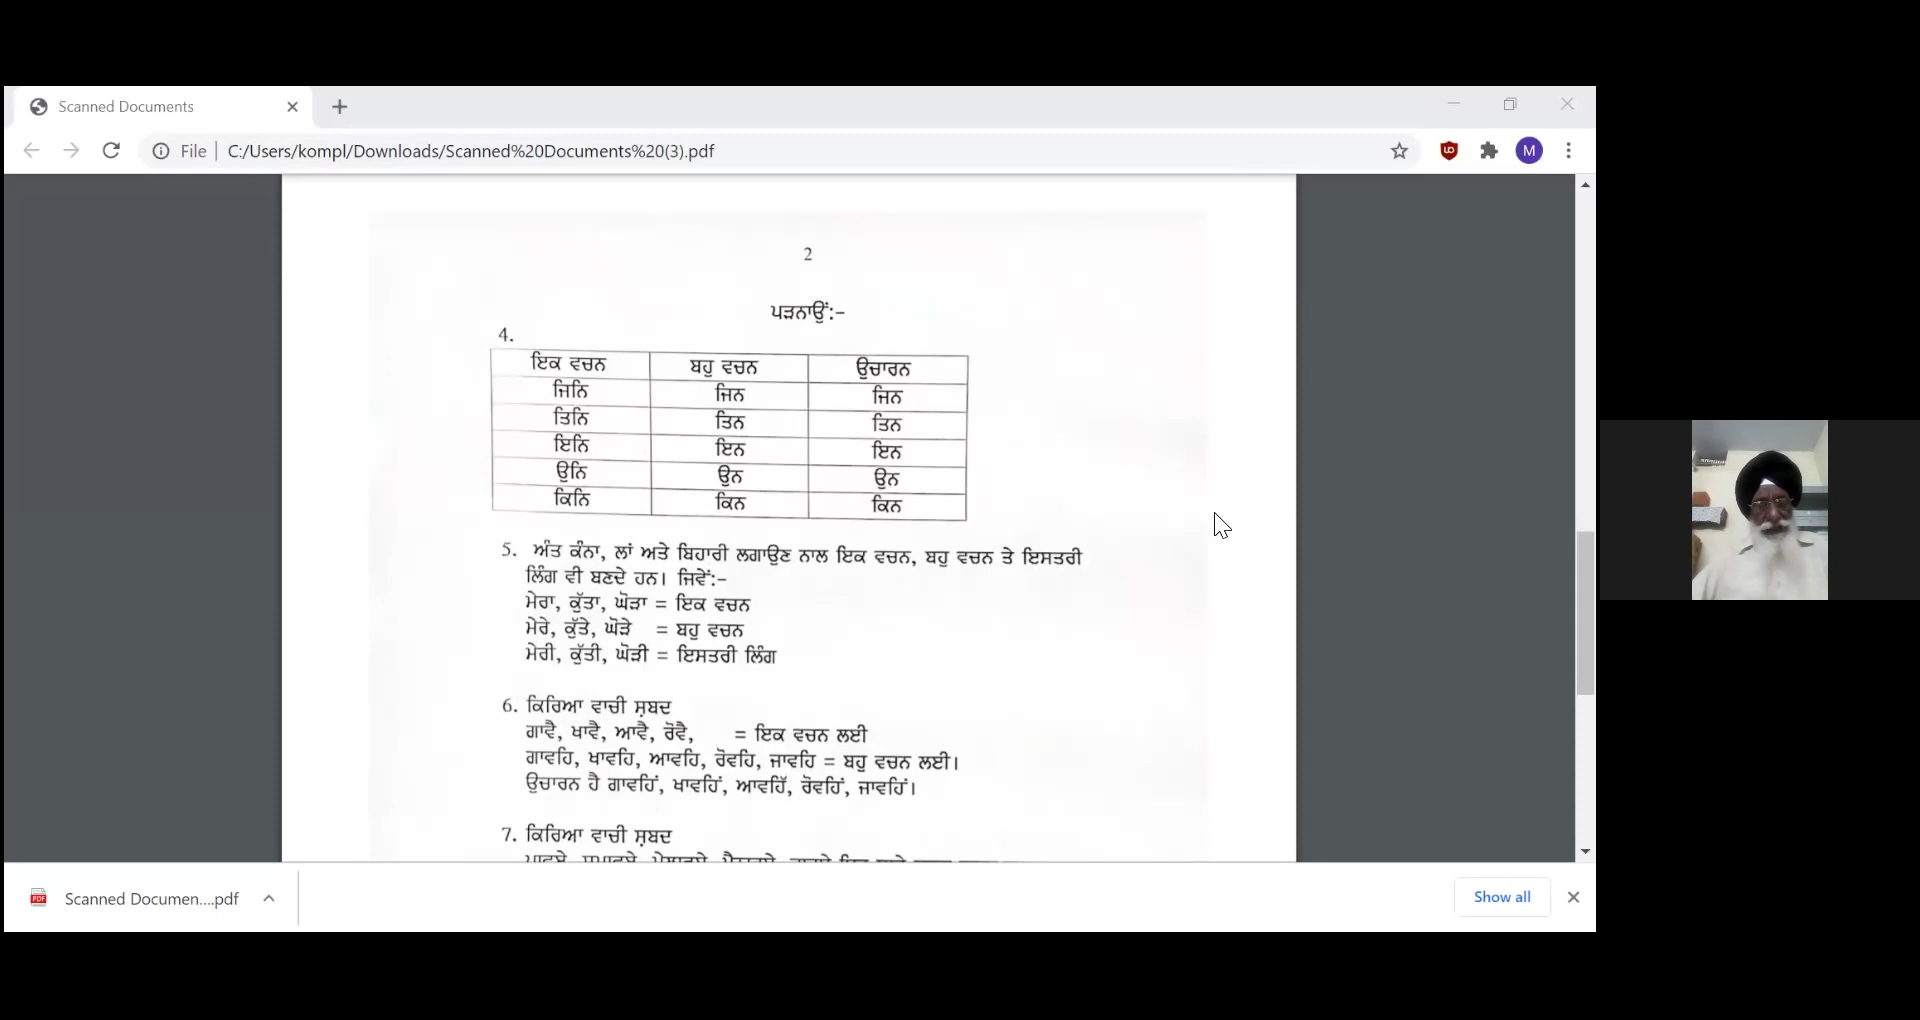 Scanned Documents
File | C:/Users/kompl/Downloads/Scanned%20Documents%20(3).pdf
M
2
ਪੜਨਾਉਂ:-
4.
ਇਕ ਵਚਨ ਬਹੁ ਵਚਨ ਉਚਾਰਨ
ਜਿਨਿ ਜਿਨ ਜਿਨ
ਤਿਨਿ ਤਿਨ ਤਿਨ
ਇਨਿ ਇਨ ਇਨ
ਉਨਿ ਉਨ ਉਨ
ਕਿਨਿ ਕਿਨ ਕਿਨ
5. ਅੰਤ ਕੰਨਾ, ਲਾਂ ਅਤੇ ਬਿਹਾਰੀ ਲਗਾਉਣ ਨਾਲ ਇਕ ਵਚਨ, ਬਹੁ ਵਚਨ ਤੇ ਇਸਤਰੀ
ਲਿੰਗ ਵੀ ਬਣਦੇ ਹਨ। ਜਿਵੇਂ:-
ਮੇਰਾ, ਕੁੱਤਾ, ਘੋੜਾ = ਇਕ ਵਚਨ
ਮੇਰੇ, ਕੁੱਤੇ, ਘੋੜੇ = ਬਹੁ ਵਚਨ
ਮੇਰੀ, ਕੁੱਤੀ, ਘੋੜੀ = ਇਸਤਰੀ ਲਿੰਗ
6. ਕਿਰਿਆ ਵਾਚੀ ਸ਼ਬਦ
ਗਾਵੈ, ਖਾਵੈ, ਆਵੈ, ਰੋਵੈ, = ਇਕ ਵਚਨ ਲਈ
ਗਾਵਹਿ, ਖਾਵਹਿ, ਆਵਹਿ, ਰੋਵਹਿ, ਜਾਵਹਿ = ਬਹੁ ਵਚਨ ਲਈ।
ਉਚਾਰਨ ਹੈ ਗਾਵਹਿਂ, ਖਾਵਹਿਂ, ਆਵਹਿਂ, ਰੋਵਹਿਂ, ਜਾਵਹਿਂ।
7. ਕਿਰਿਆ ਵਾਚੀ ਸ਼ਬਦ
Scanned Documen....pdf
Show all